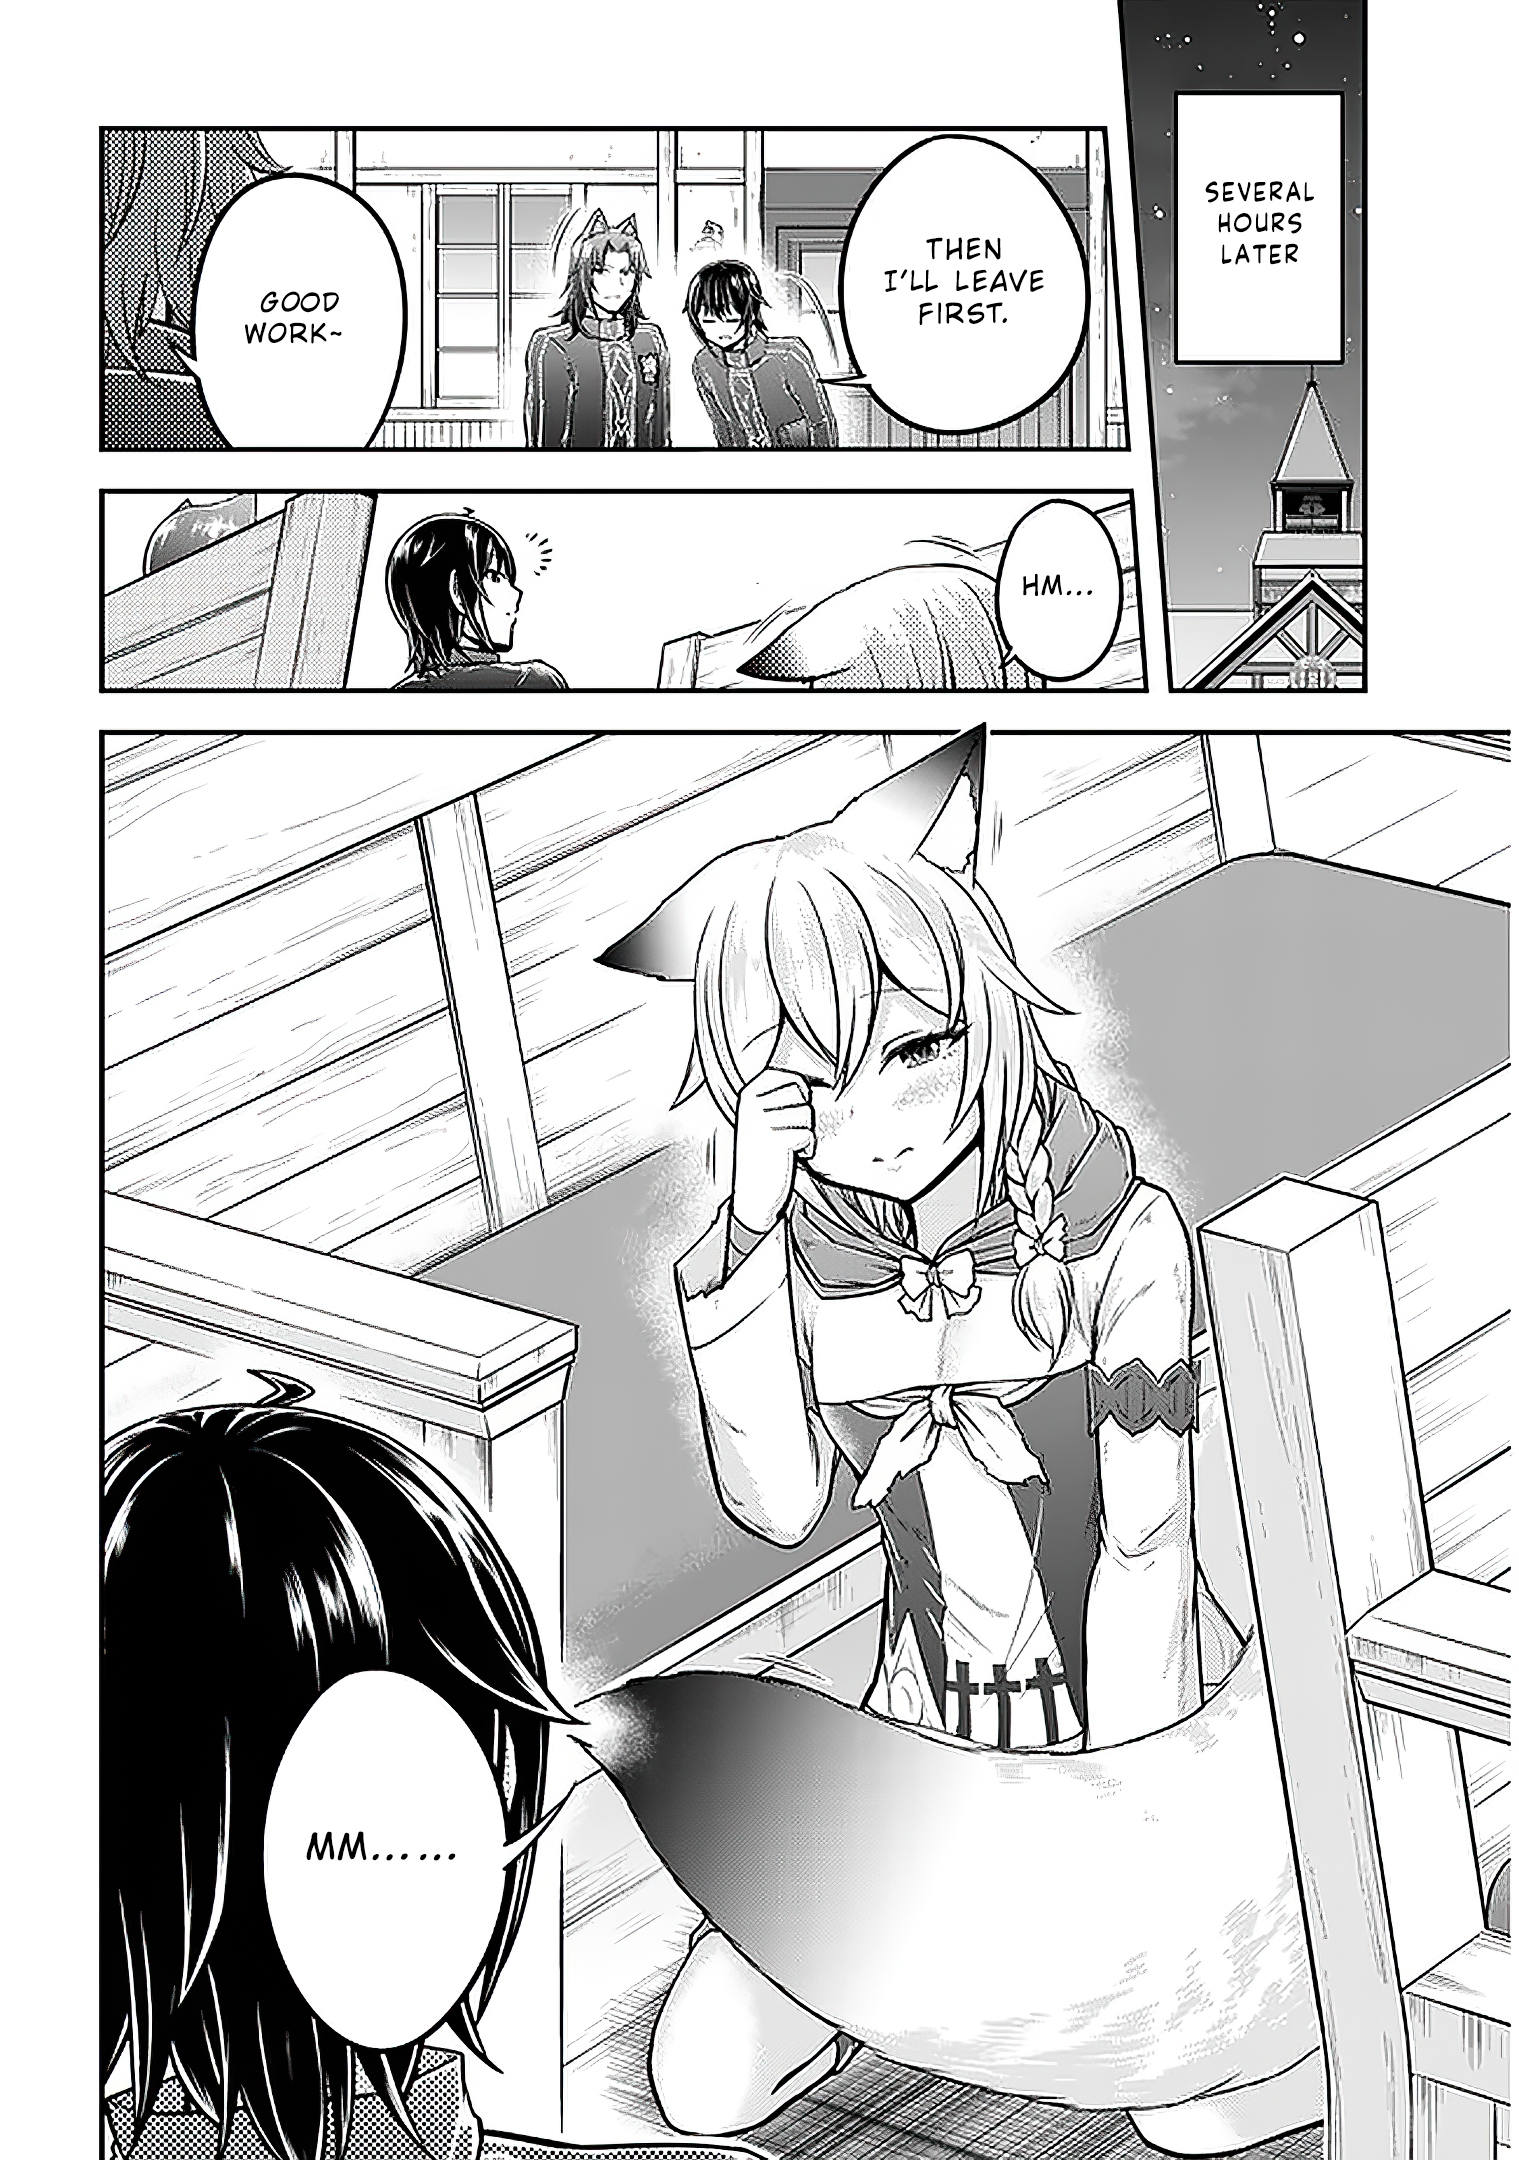 SEVERAL
HOURS
LATER
THEN
I'LL LEAVE
FIRST.
GOOD
WORK~
HM...
MM......